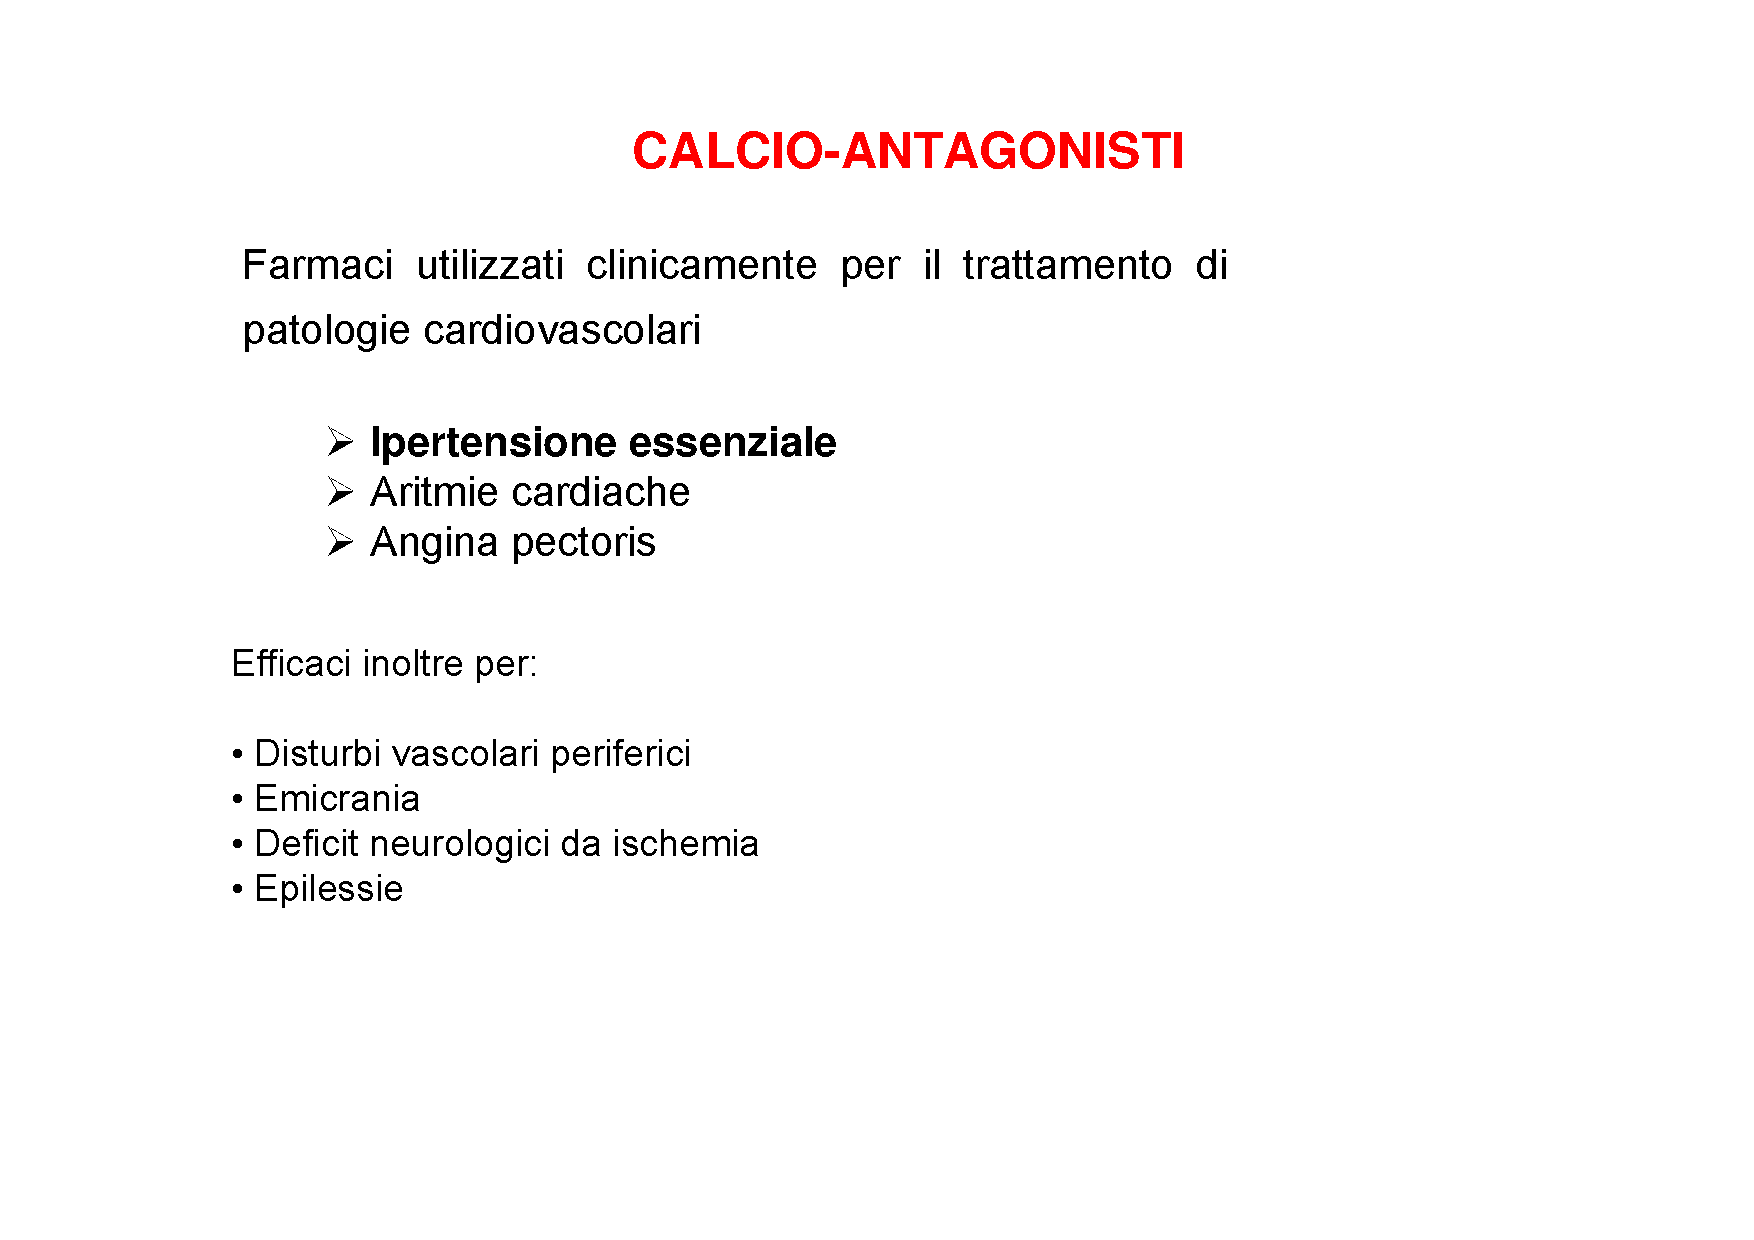 CALCIO-ANTAGONISTI
Farmaci utilizzati clinicamente per il trattamento di
patologie cardiovascolari
➢ Ipertensione essenziale
➢ Aritmie cardiache
➢ Angina pectoris
Efficaci inoltre per:
• Disturbi vascolari periferici
• Emicrania
• Deficit neurologici da ischemia
• Epilessie